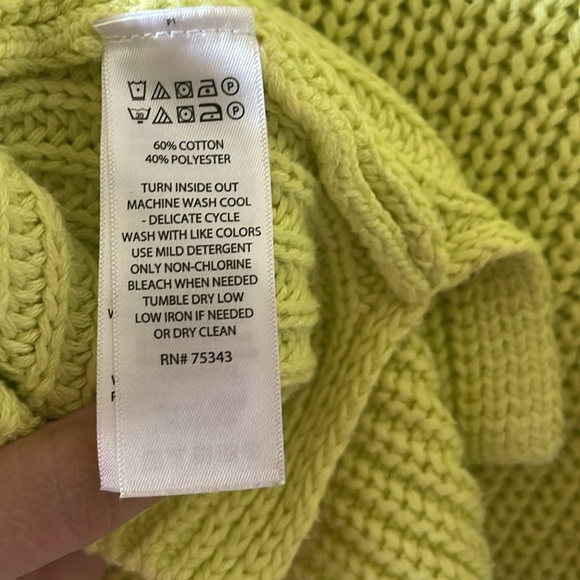 P
P
60% COTTON
40% POLYESTER
TURN INSIDE OUT
MACHINE WASH COOL
- DELICATE CYCLE
WASH WITH LIKE COLORS
USE MILD DETERGENT
ONLY NON-CHLORINE
BLEACH WHEN NEEDED
TUMBLE DRY LOW
LOW IRON IF NEEDED
OR DRY CLEAN
RN# 75343